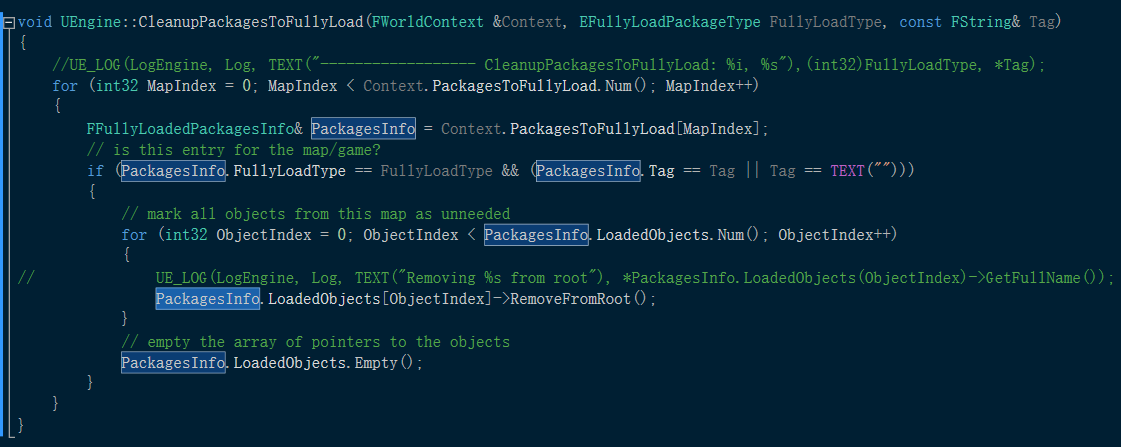 void UEngine::CleanupPackagesToFullyLoad(FWorldContext &Context, EFullyLoadPackageType FullyLoadType, const FString& Tag)
{
    //UE_LOG(LogEngine, Log, TEXT("------------------ CleanupPackagesToFullyLoad: %i, %s"),(int32)FullyLoadType, *Tag);
    for (int32 MapIndex = 0; MapIndex < Context.PackagesToFullyLoad.Num(); MapIndex++)
    {
        FFullyLoadedPackagesInfo& PackagesInfo = Context.PackagesToFullyLoad[MapIndex];
        // is this entry for the map/game?
        if (PackagesInfo.FullyLoadType == FullyLoadType && (PackagesInfo.Tag == Tag || Tag == TEXT("")))
        {
            // mark all objects from this map as unneeded
            for (int32 ObjectIndex = 0; ObjectIndex < PackagesInfo.LoadedObjects.Num(); ObjectIndex++)
            {
//              UE_LOG(LogEngine, Log, TEXT("Removing %s from root"), *PackagesInfo.LoadedObjects(ObjectIndex)->GetFullName());
                PackagesInfo.LoadedObjects[ObjectIndex]->RemoveFromRoot();
            }
            // empty the array of pointers to the objects
            PackagesInfo.LoadedObjects.Empty();
        }
    }
}